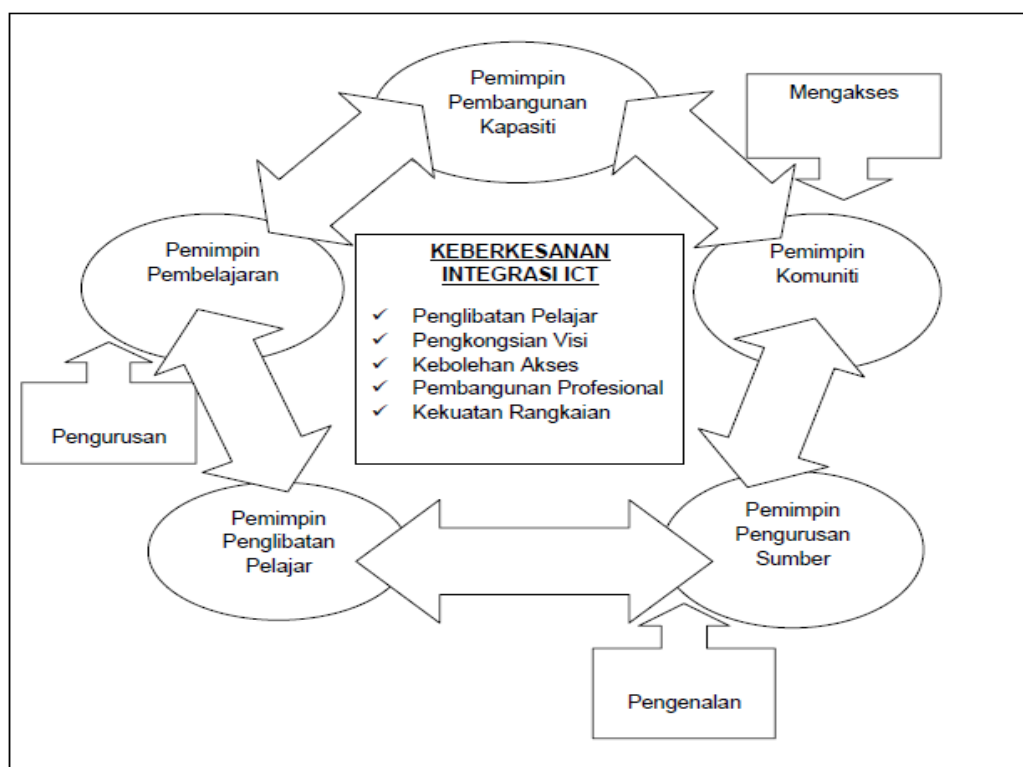 Pemimpin
Pembangunan
Kapasiti
Mengakses
Pemimpin
Pembelajaran
KEBERKESANAN
INTEGRASI ICT
✓ Penglibatan Pelajar
✓ Pengkongsian Visi
✓ Kebolehan Akses
✓ Pembangunan Profesional
✓ Kekuatan Rangkaian
Pemimpin
Komuniti
Pengurusan
Pemimpin
Penglibatan
Pelajar
Pemimpin
Pengurusan
Sumber
Pengenalan